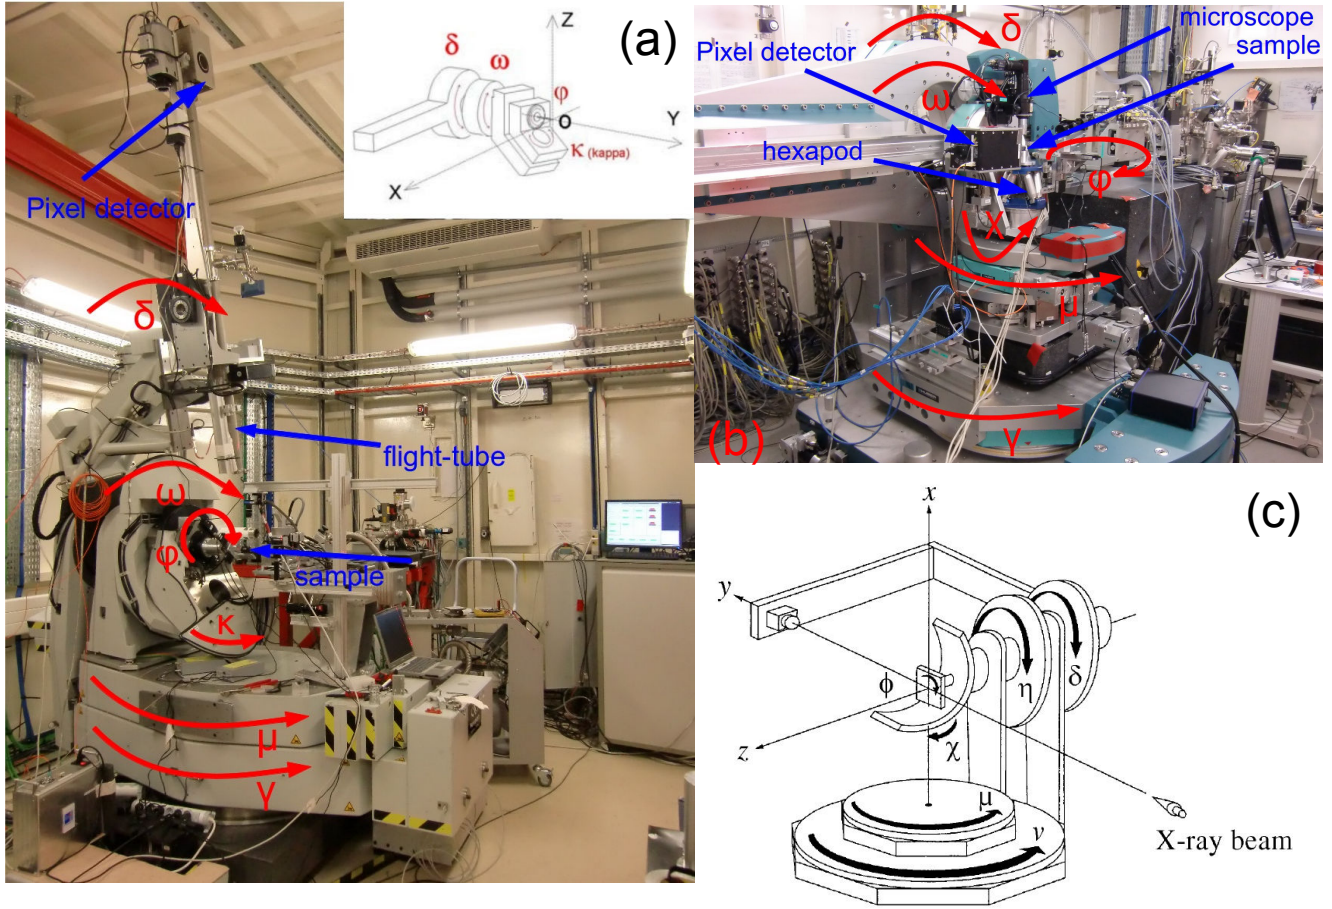 (a)
Z
δ
ω
φ
O
Y
κ (kappa)
X
Pixel detector
δ
flight-tube
ω
φ
sample
κ
μ
γ
δ
microscope
sample
Pixel detector
ω
hexapod
φ
χ
μ
(b)
γ
(c)
x
y
δ
ϕ
η
z
χ
μ
ν
X-ray beam